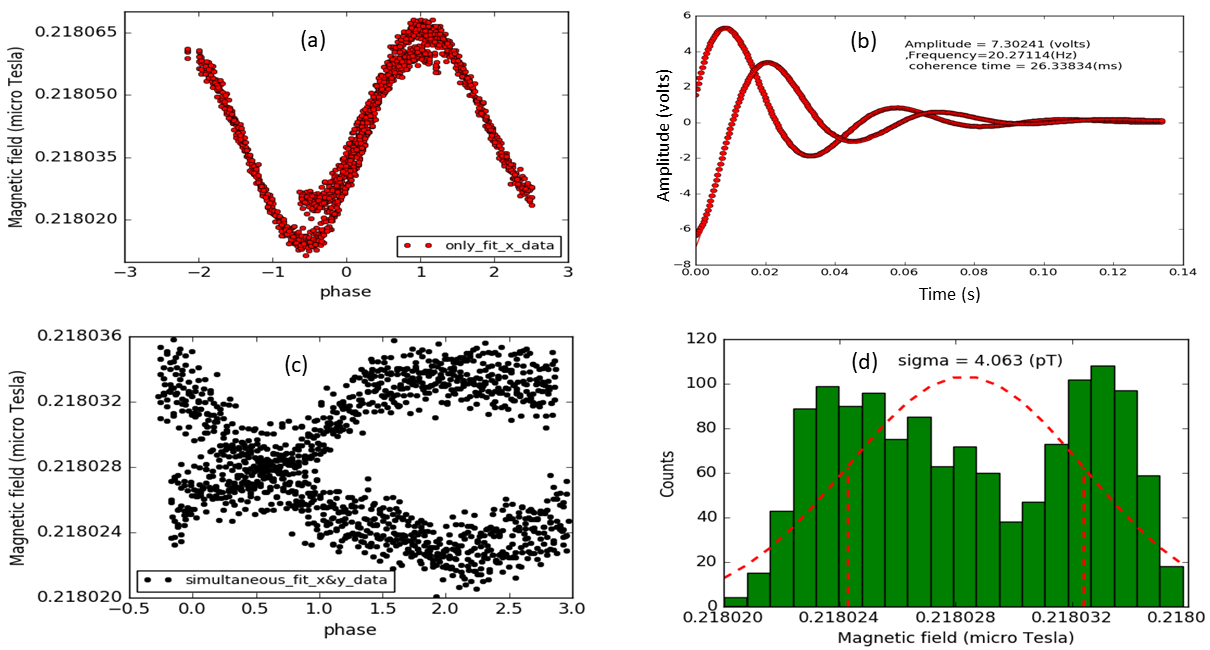 (a)
Magnetic field (micro Tesla)
0.218065
0.218050
0.218035
0.218020
−3 −2 −1 0 1 2 3
phase
only_fit_x_data
(b)
Amplitude = 7.30241 (volts)
,Frequency=20.27114(Hz)
,coherence time = 26.33834(ms)
Amplitude (volts)
6
4
2
0
−2
−4
−6
−8
0.00 0.02 0.04 0.06 0.08 0.10 0.12 0.14
Time (s)
(c)
Magnetic field (micro Tesla)
0.218036
0.218032
0.218028
0.218024
0.218020
−0.5 0.0 0.5 1.0 1.5 2.0 2.5 3.0
phase
simultaneous_fit_x&y_data
(d)
sigma = 4.063 (pT)
Counts
120
100
80
60
40
20
0
0.218020 0.218024 0.218028 0.218032 0.2180
Magnetic field (micro Tesla)